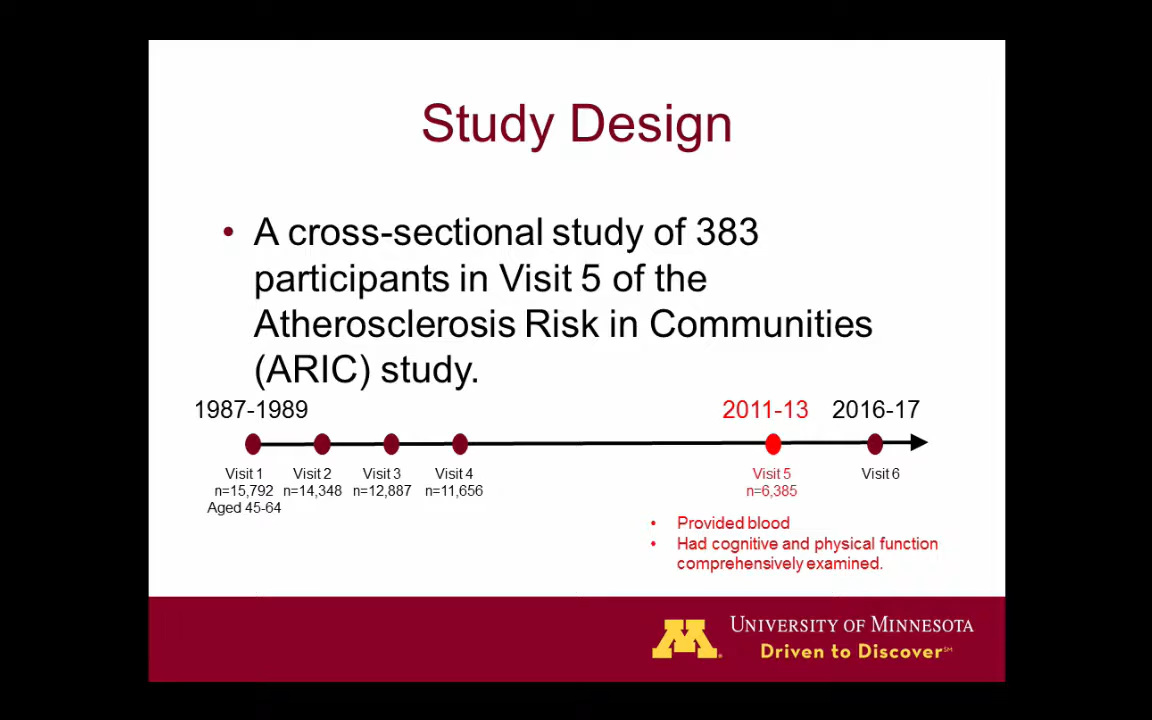 Study Design
• A cross-sectional study of 383
participants in Visit 5 of the
Atherosclerosis Risk in Communities
(ARIC) study.
1987-1989 2011-13 2016-17
Visit 1 Visit 2 Visit 3 Visit 4 Visit 5 Visit 6
n=15,792 n=14,348 n=12,887 n=11,656 n=6,385
Aged 45-64
• Provided blood
• Had cognitive and physical function
comprehensively examined.
M
UNIVERSITY OF MINNESOTA
Driven to Discover℠